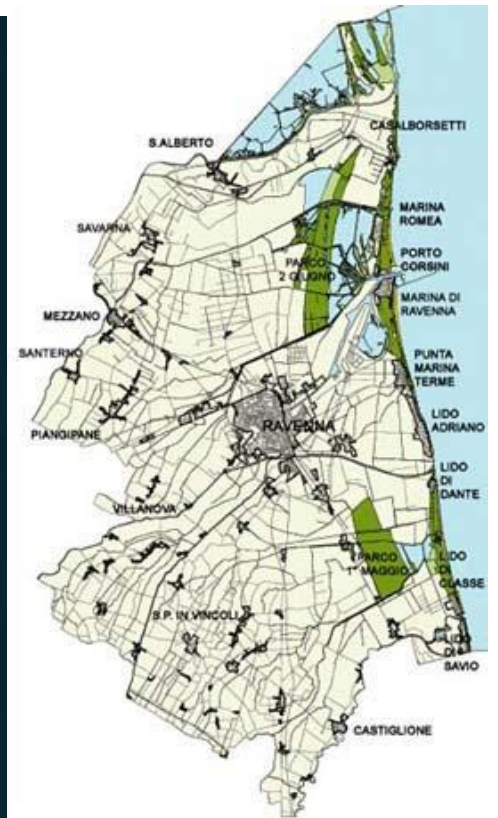 CASALBORSETTI
S.ALBERTO
MARINA
ROMEA
SAVARNA
PARCO
2 GIUGNO
PORTO
CORSINI
MARINA DI
RAVENNA
MEZZANO
SANTERNO
PUNTA
MARINA
TERME
PIANGIPANE
RAVENNA
LIDO
ADRIANO
LIDO
DI
DANTE
VILLANOVA
PARCO
1° MAGGIO
LIDO
DI
CLASSE
S.P. IN VINCOLI
LIDO
DI
SAVIO
CASTIGLIONE